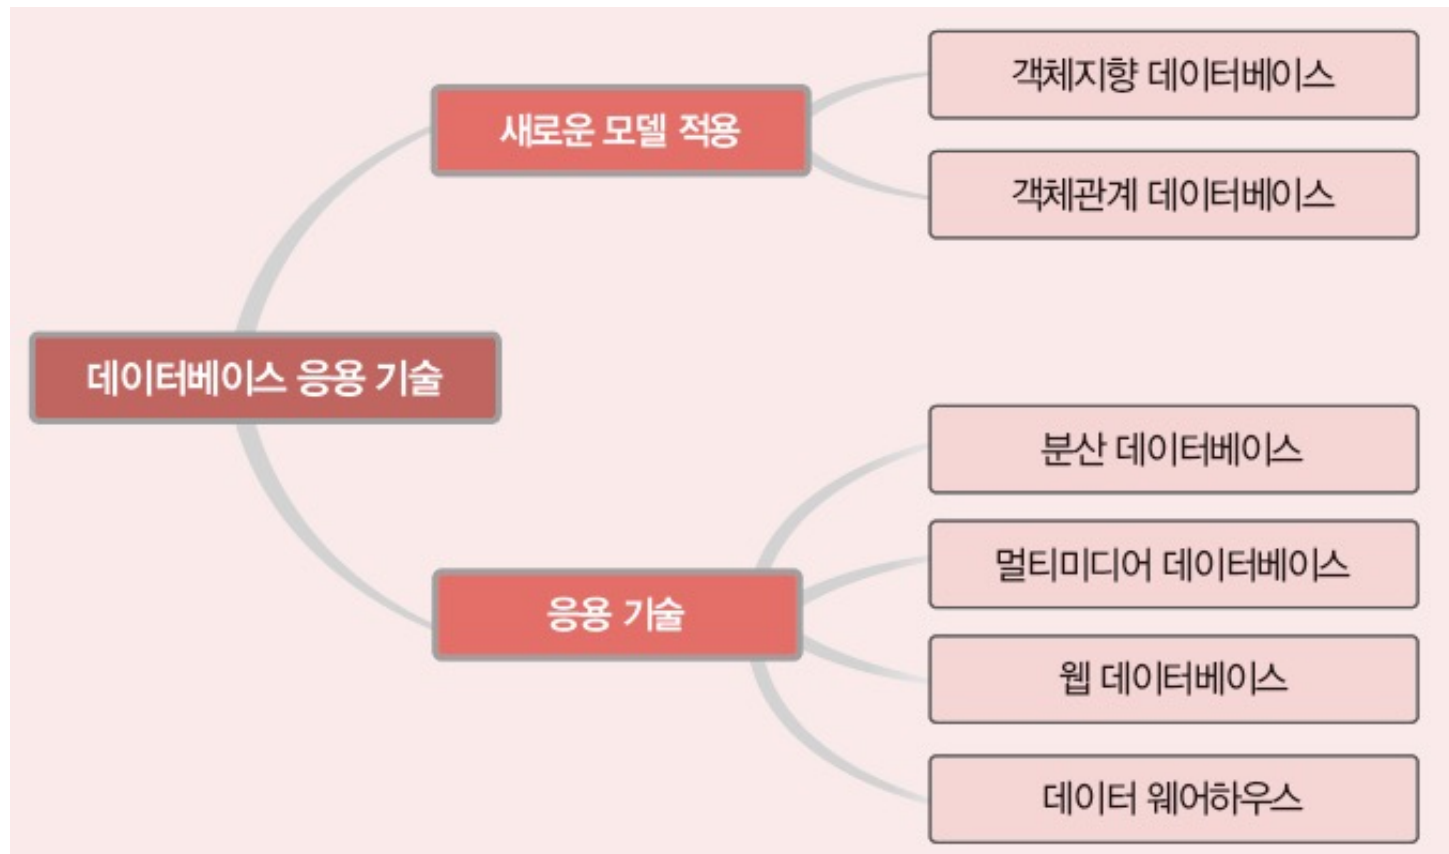 데이터베이스 응용 기술
새로운 모델 적용
객체지향 데이터베이스
객체관계 데이터베이스
응용 기술
분산 데이터베이스
멀티미디어 데이터베이스
웹 데이터베이스
데이터 웨어하우스